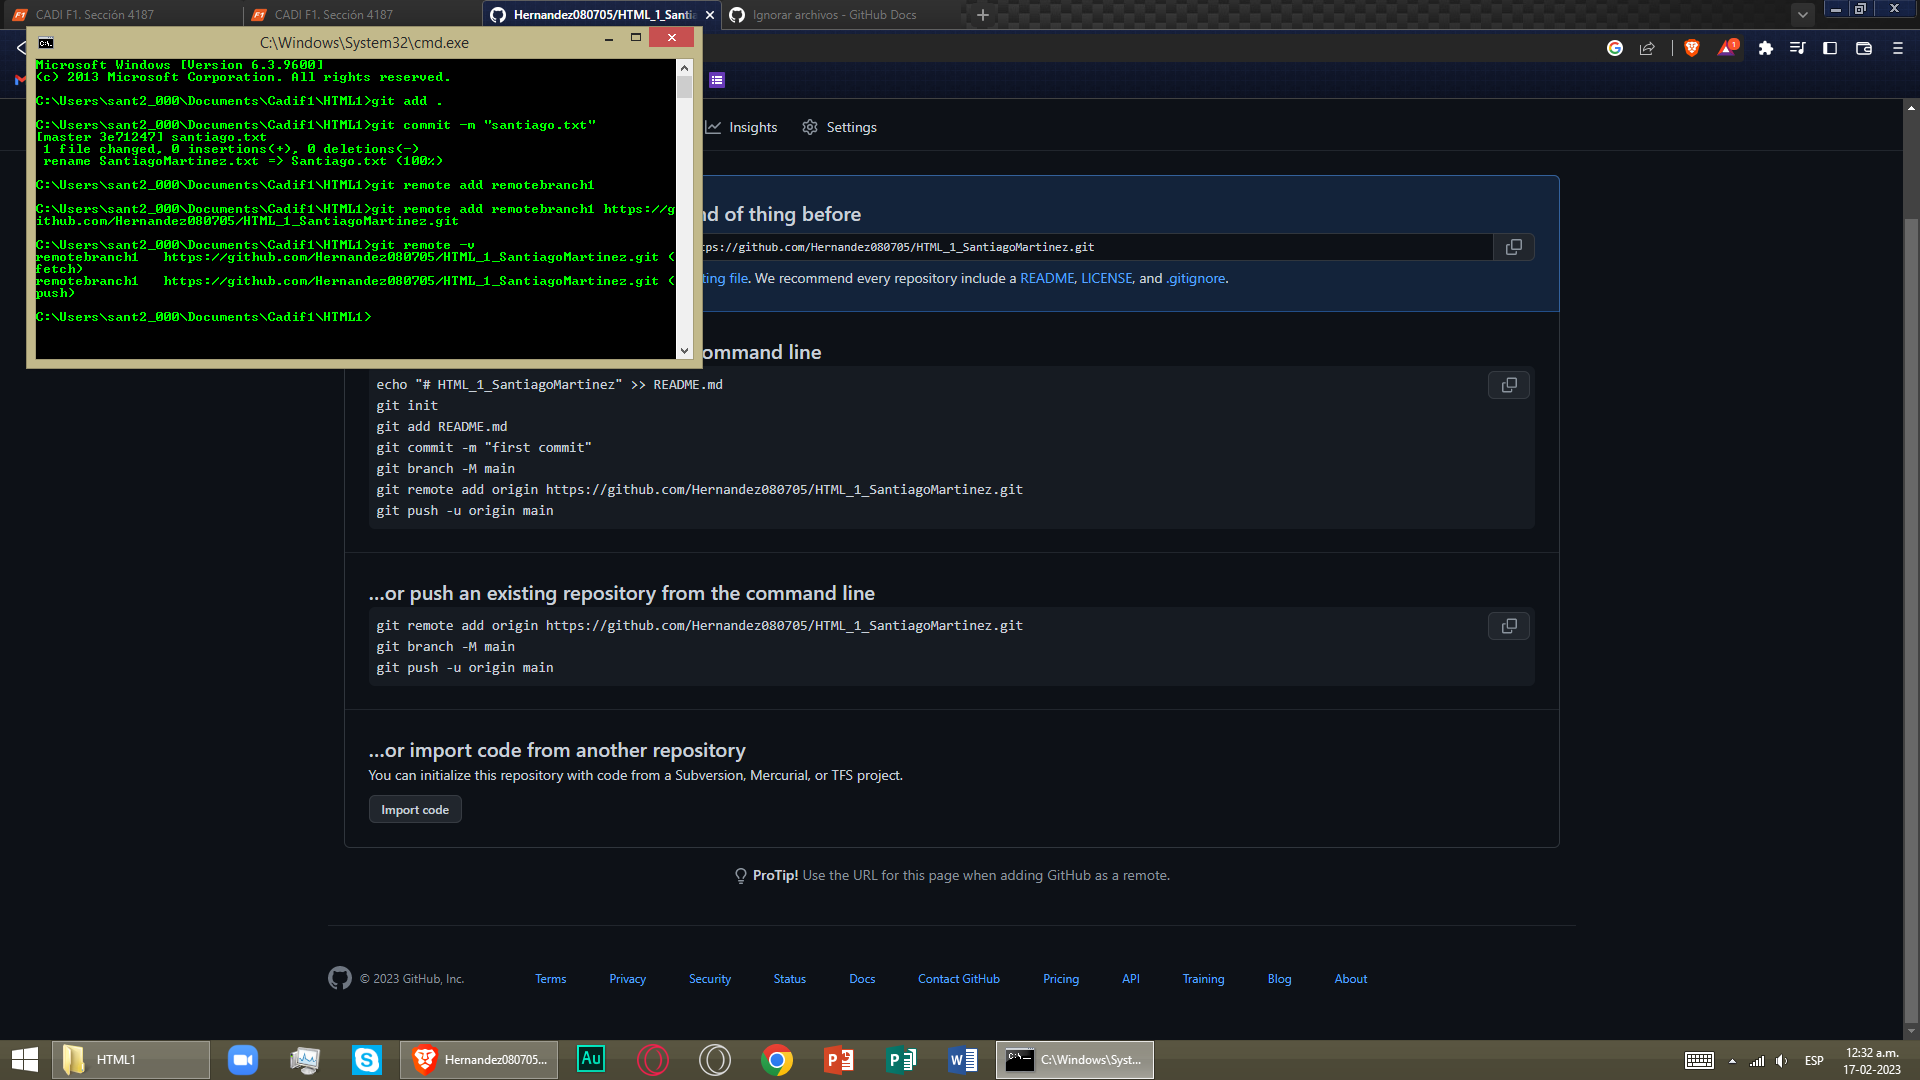 CADI F1. Sección 4187
CADI F1. Sección 4187
Hernandez080705/HTML_1_Santia
Ignorar archivos - GitHub Docs
C:\Windows\System32\cmd.exe
Microsoft Windows [Version 6.3.9600]
(c) 2013 Microsoft Corporation. All rights reserved.
C:\Users\sant2_000\Documents\Cadif1\HTML1>git add .
C:\Users\sant2_000\Documents\Cadif1\HTML1>git commit -m "santiago.txt"
[master 3e71247] santiago.txt
1 file changed, 0 insertions(+), 0 deletions(-)
rename SantiagoMartinez.txt => Santiago.txt (100%)
C:\Users\sant2_000\Documents\Cadif1\HTML1>git remote add remotebranch1
C:\Users\sant2_000\Documents\Cadif1\HTML1>git remote add remotebranch1 https://g
ithub.com/Hernandez080705/HTML_1_SantiagoMartinez.git
C:\Users\sant2_000\Documents\Cadif1\HTML1>git remote -v
remotebranch1 https://github.com/Hernandez080705/HTML_1_SantiagoMartinez.git (
fetch)
remotebranch1 https://github.com/Hernandez080705/HTML_1_SantiagoMartinez.git (
push)
C:\Users\sant2_000\Documents\Cadif1\HTML1>
Insights
Settings
nd of thing before
tps://github.com/Hernandez080705/HTML_1_SantiagoMartinez.git
ting file. We recommend every repository include a README, LICENSE, and .gitignore.
ommand line
echo "# HTML_1_SantiagoMartinez" >> README.md
git init
git add README.md
git commit -m "first commit"
git branch -M main
git remote add origin https://github.com/Hernandez080705/HTML_1_SantiagoMartinez.git
git push -u origin main
…or push an existing repository from the command line
git remote add origin https://github.com/Hernandez080705/HTML_1_SantiagoMartinez.git
git branch -M main
git push -u origin main
…or import code from another repository
You can initialize this repository with code from a Subversion, Mercurial, or TFS project.
Import code
ProTip! Use the URL for this page when adding GitHub as a remote.
© 2023 GitHub, Inc.
Terms
Privacy
Security
Status
Docs
Contact GitHub
Pricing
API
Training
Blog
About
HTML1
Hernandez080705...
C:\Windows\Syst...
ESP
12:32 a.m.
17-02-2023